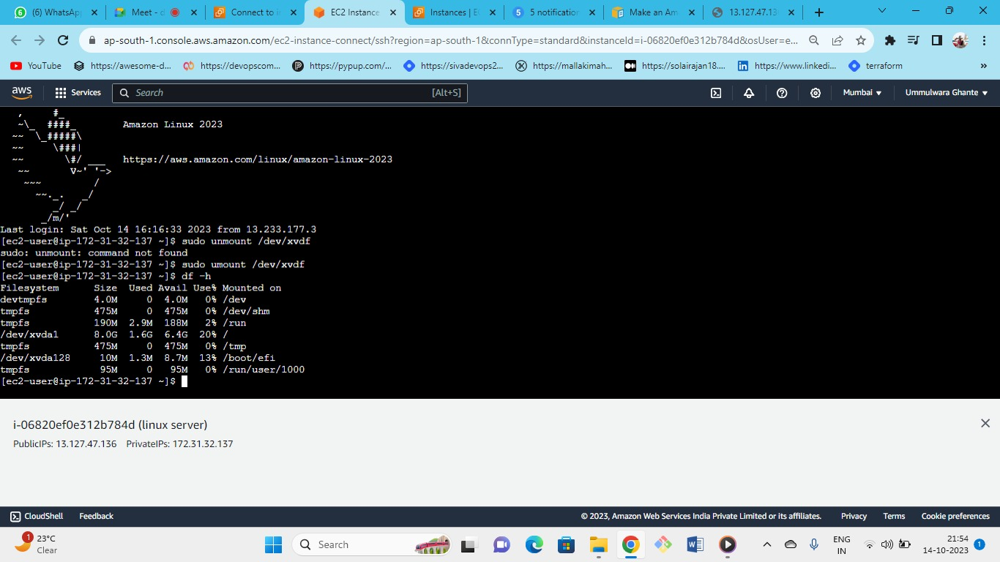 (6) WhatsAp
Meet - d
Connect to i
EC2 Instance
Instances | E
5 notification
Make an Am
13.127.47.13
ap-south-1.console.aws.amazon.com/ec2-instance-connect/ssh?region=ap-south-1&connType=standard&instanceId=i-06820ef0e312b784d&osUser=e...
YouTube
https://awesome-d...
https://devopscom...
https://pypup.com/...
https://sivadevops2...
https://mallakimah...
https://solairajan18....
https://www.linkedi...
terraform
»
aws
Services
Search
[Alt+S]
Mumbai
Ummulwara Ghante
   ,     #_
   ~\_  ####_        Amazon Linux 2023
  ~~  \_#####\
  ~~     \###|
  ~~       \#/ ___   https://aws.amazon.com/linux/amazon-linux-2023
   ~~       V~' '->
    ~~~         /
      ~~._.   _/
         _/ _/
       _/m/'
Last login: Sat Oct 14 16:16:33 2023 from 13.233.177.3
[ec2-user@ip-172-31-32-137 ~]$ sudo unmount /dev/xvdf
sudo: unmount: command not found
[ec2-user@ip-172-31-32-137 ~]$ sudo umount /dev/xvdf
[ec2-user@ip-172-31-32-137 ~]$ df -h
Filesystem      Size  Used Avail Use% Mounted on
devtmpfs        4.0M     0  4.0M   0% /dev
tmpfs           475M     0  475M   0% /dev/shm
tmpfs           190M  2.9M  188M   2% /run
/dev/xvda1      8.0G  1.6G  6.4G  20% /
tmpfs           475M     0  475M   0% /tmp
/dev/xvda128     10M  1.3M  8.7M  13% /boot/efi
tmpfs            95M     0   95M   0% /run/user/1000
[ec2-user@ip-172-31-32-137 ~]$
i-06820ef0e312b784d (linux server)
PublicIPs: 13.127.47.136 PrivateIPs: 172.31.32.137
CloudShell
Feedback
© 2023, Amazon Web Services India Private Limited or its affiliates.
Privacy
Terms
Cookie preferences
1
23°C
Clear
Search
ENG
IN
21:54
14-10-2023
1